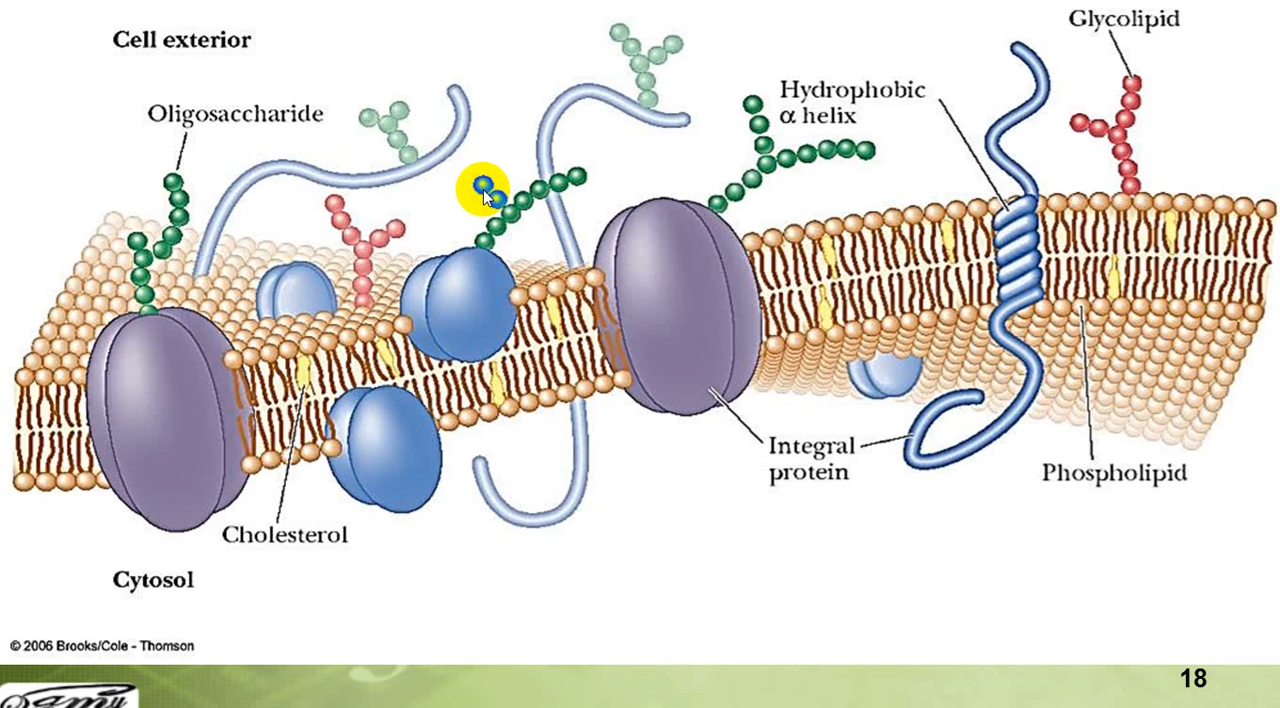 Glycolipid
Cell exterior
Hydrophobic
α helix
Oligosaccharide
Integral
protein
Phospholipid
Cholesterol
Cytosol
© 2006 Brooks/Cole - Thomson
18